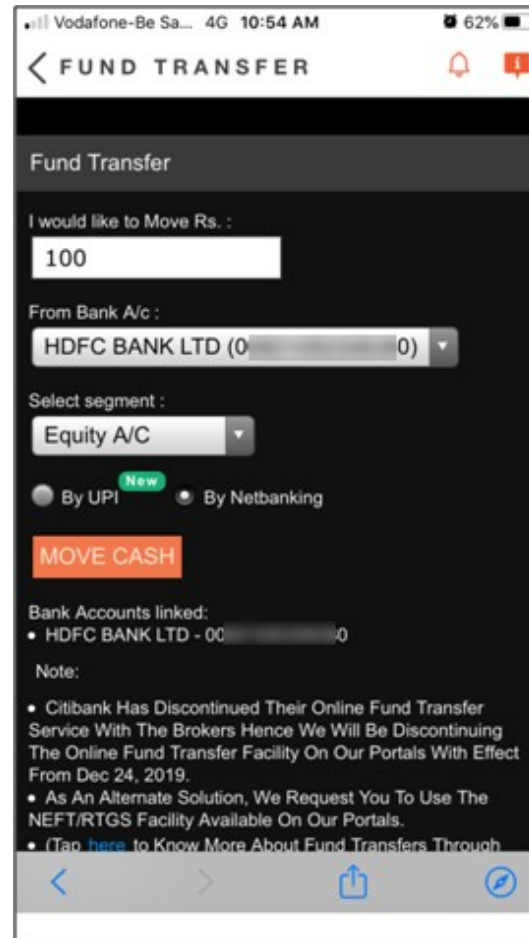 Vodafone-Be Sa... 4G 10:54 AM 62%
FUND TRANSFER
Fund Transfer
I would like to Move Rs. :
100
From Bank A/c :
HDFC BANK LTD (0 0)
Select segment :
Equity A/C
By UPI New By Netbanking
MOVE CASH
Bank Accounts linked:
• HDFC BANK LTD - 00 0
Note:
• Citibank Has Discontinued Their Online Fund Transfer
Service With The Brokers Hence We Will Be Discontinuing
The Online Fund Transfer Facility On Our Portals With Effect
From Dec 24, 2019.
• As An Alternate Solution, We Request You To Use The
NEFT/RTGS Facility Available On Our Portals.
• (Tap here to Know More About Fund Transfers Through